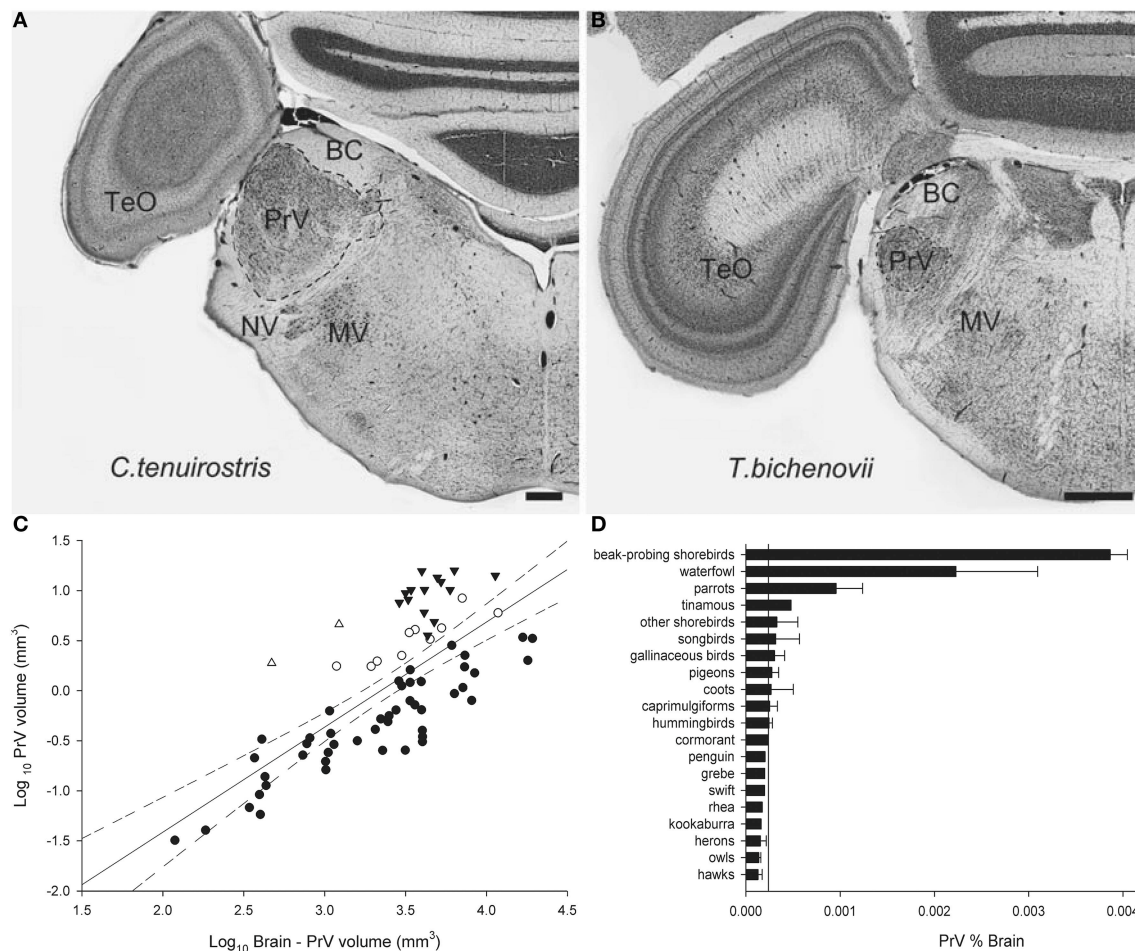 A
TeO
BC
PrV
NV
MV
C.tenuirostris
B
TeO
BC
PrV
MV
T.bichenovii
C
Log 10 PrV volume (mm³)
1.5
1.0
0.5
0.0
-0.5
-1.0
-1.5
-2.0
1.5 2.0 2.5 3.0 3.5 4.0 4.5
Log₁₀ Brain - PrV volume (mm³)
D
beak-probing shorebirds
waterfowl
parrots
tinamous
other shorebirds
songbirds
gallinaceous birds
pigeons
coots
caprimulgiforms
hummingbirds
cormorant
penguin
grebe
swift
rhea
kookaburra
herons
owls
hawks
0.000 0.001 0.002 0.003 0.004
PrV % Brain